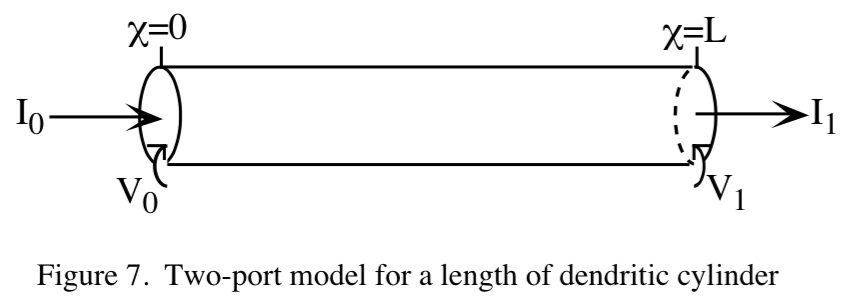 χ=0
χ=L
I0
I1
V0
V1
Figure 7. Two-port model for a length of dendritic cylinder